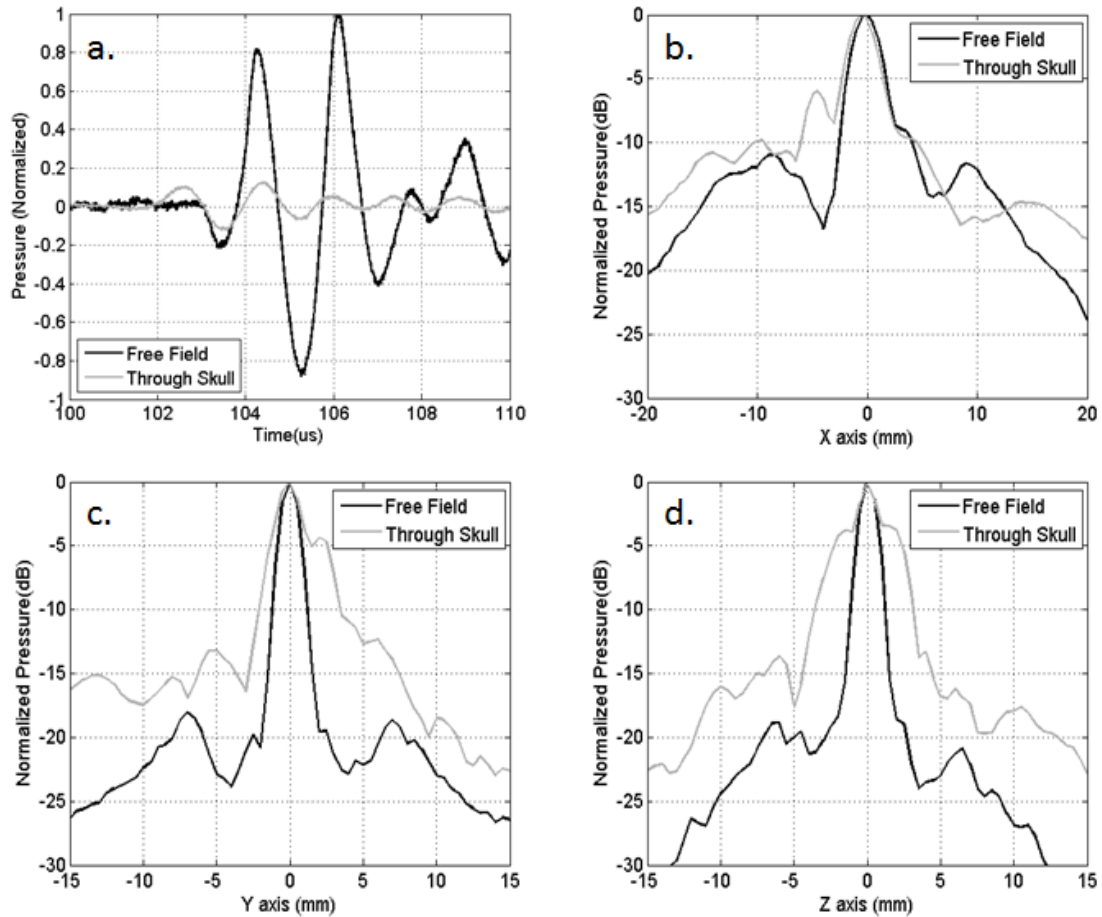 a.
Pressure (Normalized)
1
0.8
0.6
0.4
0.2
0
-0.2
-0.4
-0.6
-0.8
-1
Free Field
Through Skull
100 102 104 106 108 110
Time(us)
b.
Normalized Pressure(dB)
0
-5
-10
-15
-20
-25
-30
Free Field
Through Skull
-20 -10 0 10 20
X axis (mm)
c.
Normalized Pressure(dB)
0
-5
-10
-15
-20
-25
-30
Free Field
Through Skull
-15 -10 -5 0 5 10 15
Y axis (mm)
d.
Normalized Pressure(dB)
0
-5
-10
-15
-20
-25
-30
Free Field
Through Skull
-15 -10 -5 0 5 10 15
Z axis (mm)